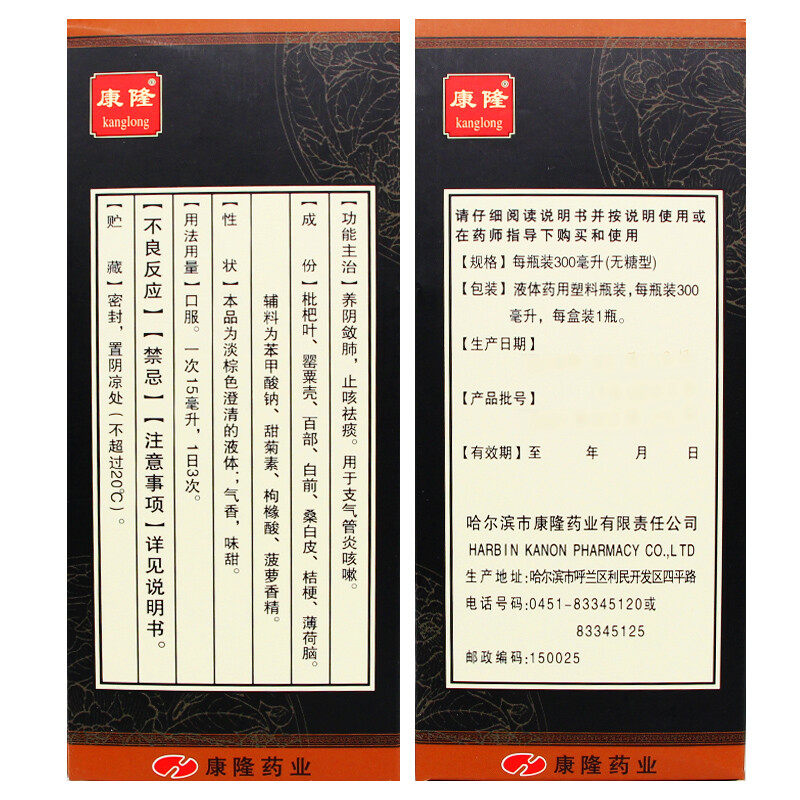 康隆®
kanglong
【功能主治】养阴敛肺，止咳祛痰。用于支气管炎咳嗽。
【成份】枇杷叶、罂粟壳、百部、白前、桑白皮、桔梗、薄荷脑。
辅料为苯甲酸钠、甜菊素、枸橼酸、菠萝香精。
【性状】本品为淡棕色澄清的液体；气香，味甜。
【用法用量】口服。一次15毫升，1日3次。
【不良反应】【禁忌】【注意事项】详见说明书。
【贮藏】密封，置阴凉处（不超过20℃）。
康隆药业
康隆®
kanglong
请仔细阅读说明书并按说明使用或
在药师指导下购买和使用
【规格】每瓶装300毫升(无糖型)
【包装】液体药用塑料瓶装，每瓶装300
毫升，每盒装1瓶。
【生产日期】
【产品批号】
【有效期】至 年 月 日
哈尔滨市康隆药业有限责任公司
HARBIN KANON PHARMACY CO.,LTD
生产地址:哈尔滨市呼兰区利民开发区四平路
电话号码:0451-83345120或
83345125
邮政编码:150025
康隆药业